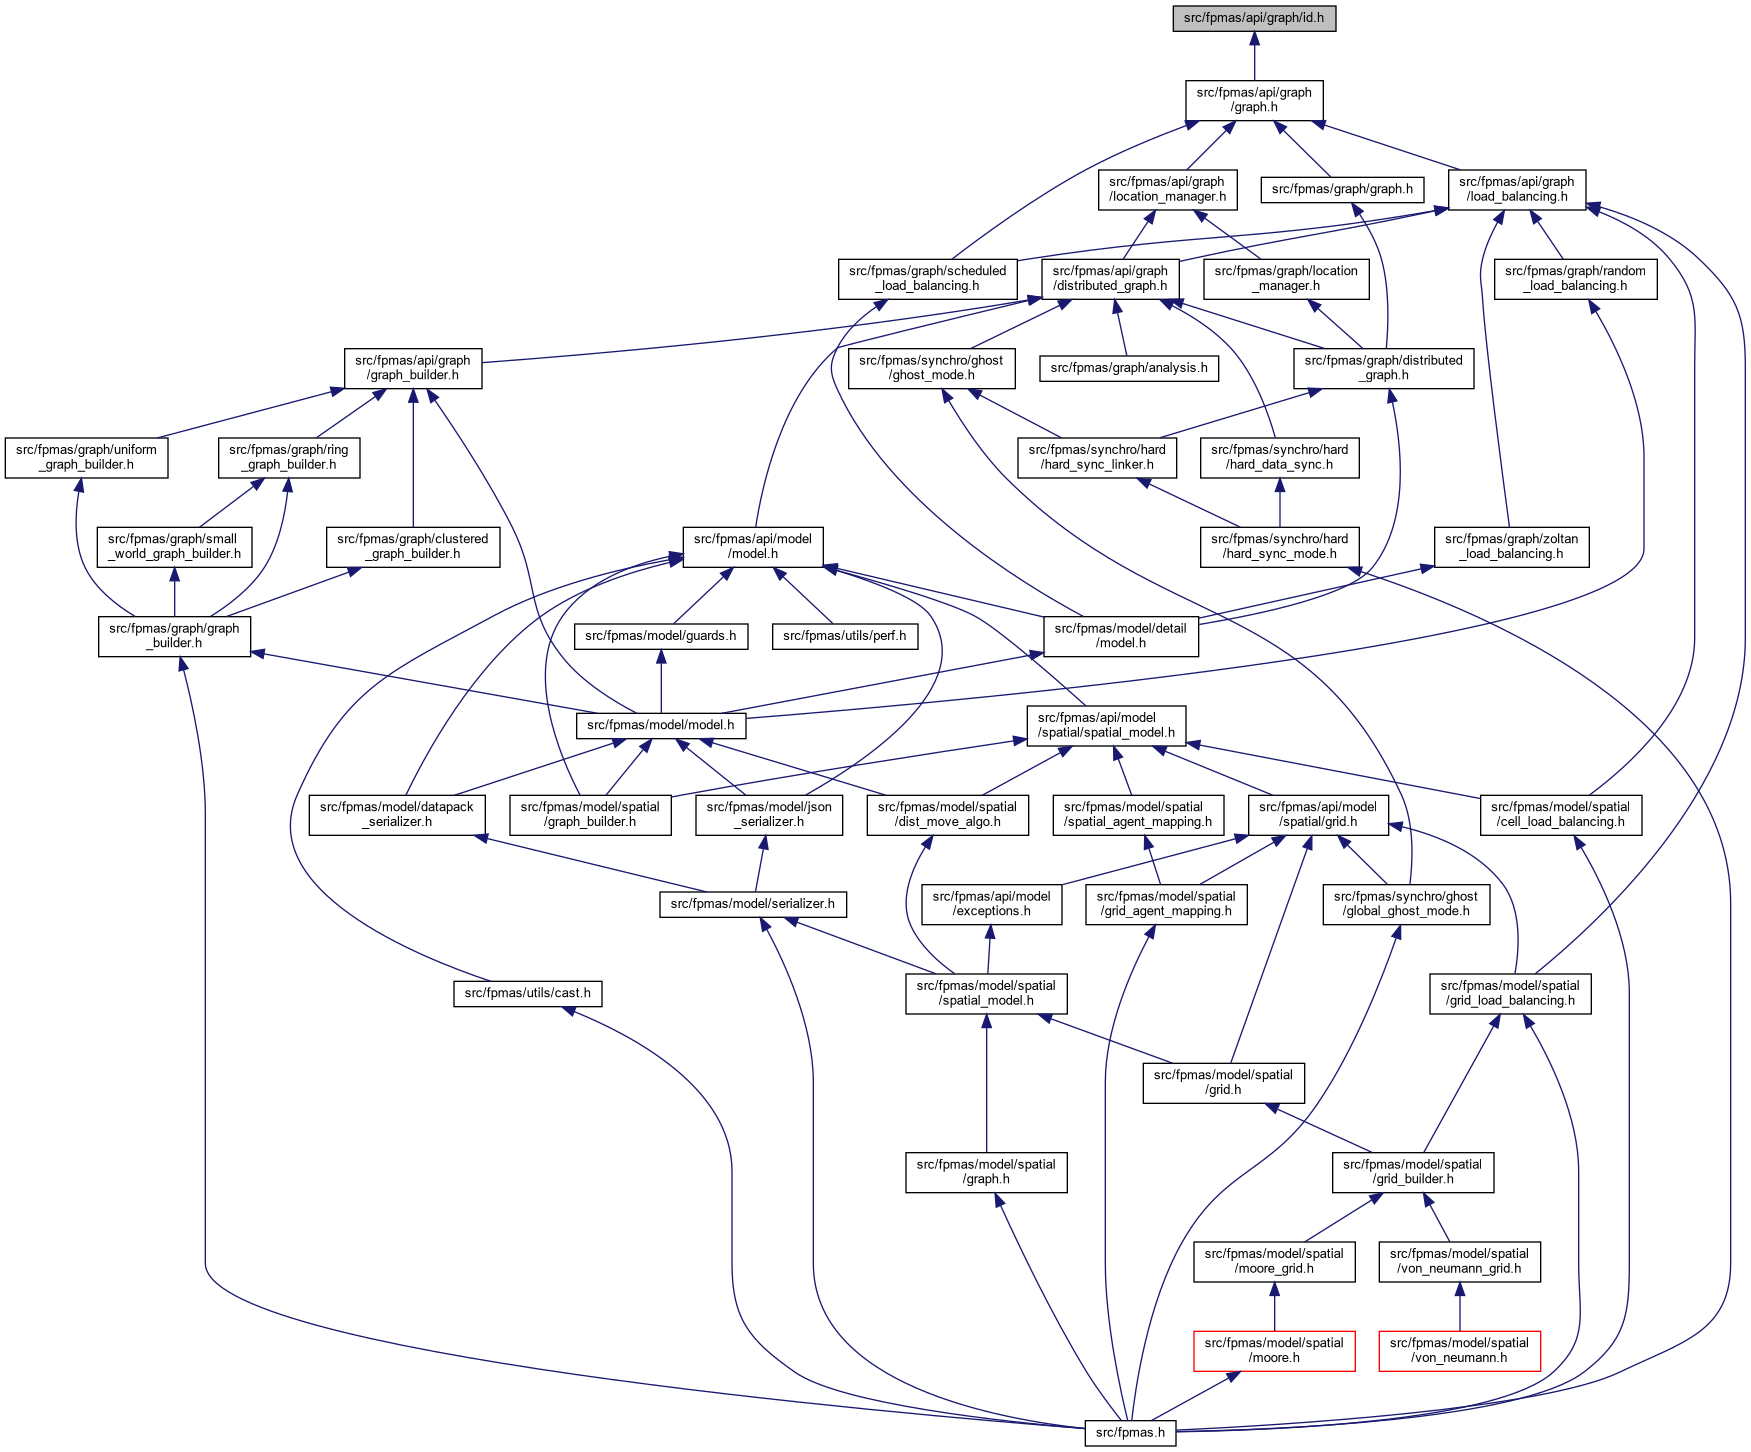 src/fpmas/api/graph/id.h
src/fpmas/api/graph
/graph.h
src/fpmas/api/graph
/location_manager.h
src/fpmas/graph/graph.h
src/fpmas/api/graph
/load_balancing.h
src/fpmas/graph/scheduled
_load_balancing.h
src/fpmas/api/graph
/distributed_graph.h
src/fpmas/graph/location
_manager.h
src/fpmas/graph/random
_load_balancing.h
src/fpmas/api/graph
/graph_builder.h
src/fpmas/synchro/ghost
/ghost_mode.h
src/fpmas/graph/analysis.h
src/fpmas/graph/distributed
_graph.h
src/fpmas/graph/uniform
_graph_builder.h
src/fpmas/graph/ring
_graph_builder.h
src/fpmas/synchro/hard
/hard_sync_linker.h
src/fpmas/synchro/hard
/hard_data_sync.h
src/fpmas/graph/small
_world_graph_builder.h
src/fpmas/graph/clustered
_graph_builder.h
src/fpmas/api/model
/model.h
src/fpmas/synchro/hard
/hard_sync_mode.h
src/fpmas/graph/zoltan
_load_balancing.h
src/fpmas/graph/graph
_builder.h
src/fpmas/model/guards.h
src/fpmas/utils/perf.h
src/fpmas/model/detail
/model.h
src/fpmas/model/model.h
src/fpmas/api/model
/spatial/spatial_model.h
src/fpmas/model/datapack
_serializer.h
src/fpmas/model/spatial
/graph_builder.h
src/fpmas/model/json
_serializer.h
src/fpmas/model/spatial
/dist_move_algo.h
src/fpmas/model/spatial
/spatial_agent_mapping.h
src/fpmas/api/model
/spatial/grid.h
src/fpmas/model/spatial
/cell_load_balancing.h
src/fpmas/model/serializer.h
src/fpmas/api/model
/exceptions.h
src/fpmas/model/spatial
/grid_agent_mapping.h
src/fpmas/synchro/ghost
/global_ghost_mode.h
src/fpmas/utils/cast.h
src/fpmas/model/spatial
/spatial_model.h
src/fpmas/model/spatial
/grid_load_balancing.h
src/fpmas/model/spatial
/grid.h
src/fpmas/model/spatial
/graph.h
src/fpmas/model/spatial
/grid_builder.h
src/fpmas/model/spatial
/moore_grid.h
src/fpmas/model/spatial
/von_neumann_grid.h
src/fpmas/model/spatial
/moore.h
src/fpmas/model/spatial
/von_neumann.h
src/fpmas.h